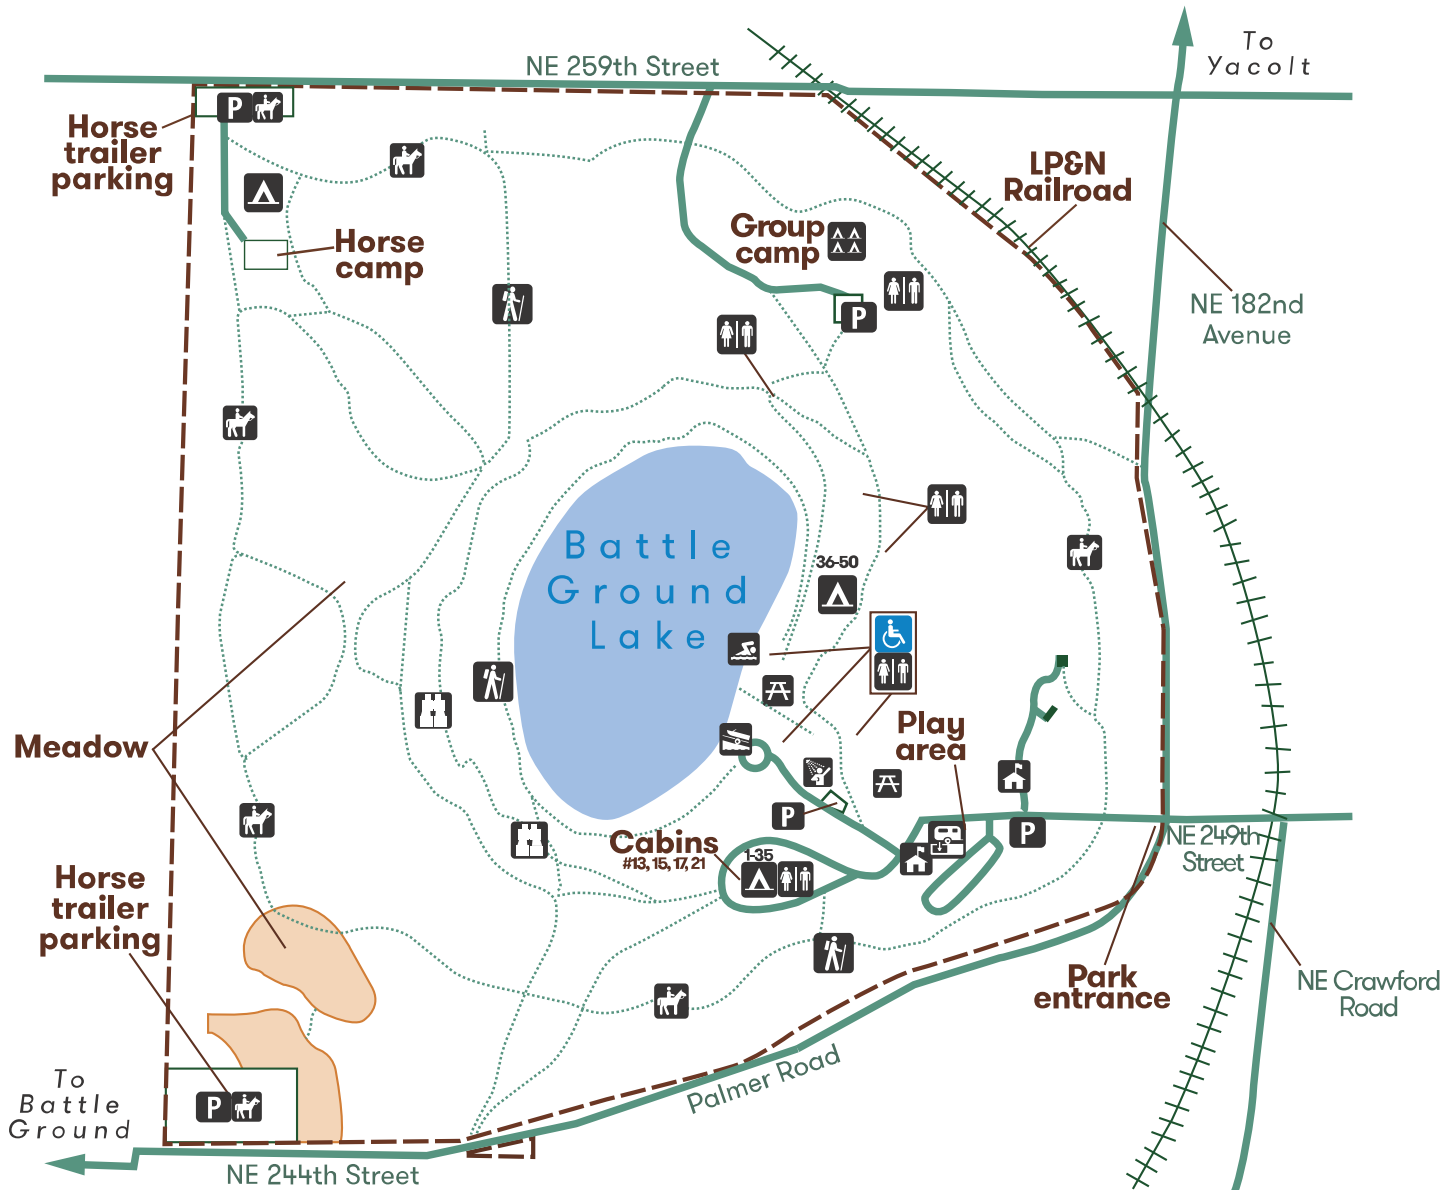 To
Yacolt
NE 259th Street
P
Horse
trailer
parking
LP&N
Railroad
Group
camp
Horse
camp
NE 182nd
Avenue
P
Battle
Ground
Lake
36-50
Play
area
Meadow
P
Cabins
#13, 15, 17, 21
1-35
P
NE 249th
Street
Horse
trailer
parking
Park
entrance
NE Crawford
Road
To
Battle
Ground
P
Palmer Road
NE 244th Street